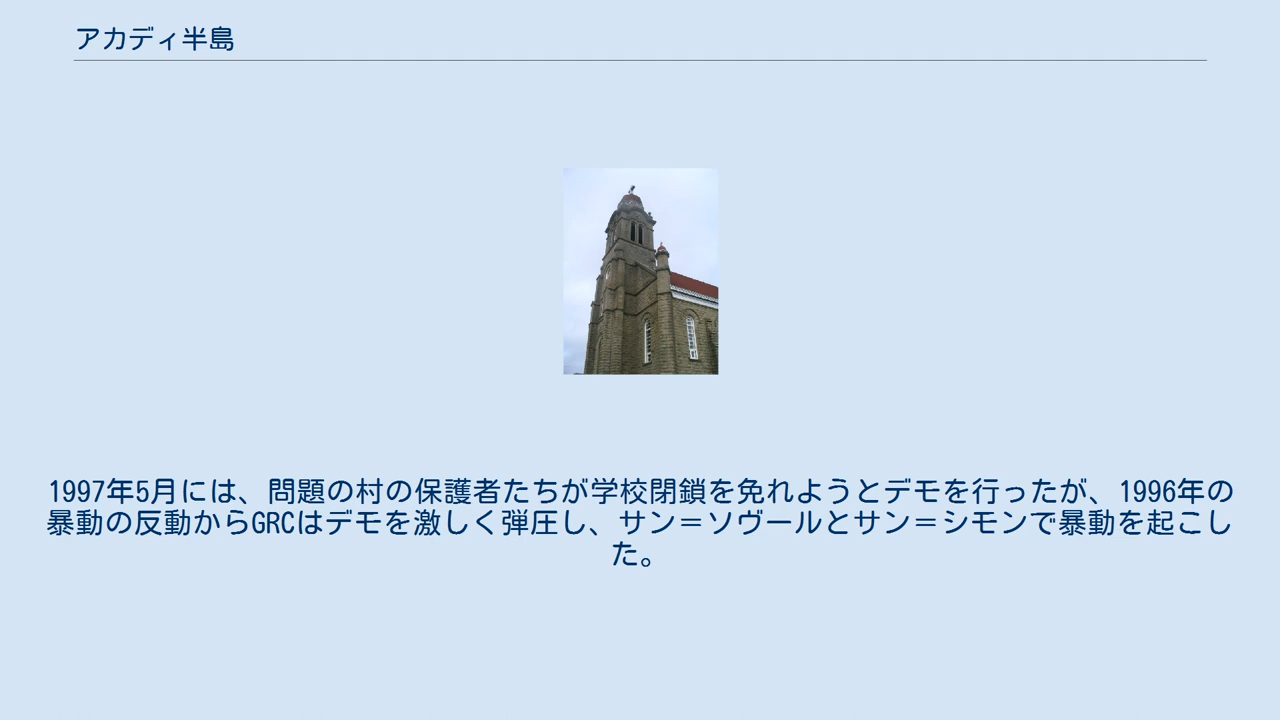 アカディ半島
1997年5月には、問題の村の保護者たちが学校閉鎖を免れようとデモを行ったが、1996年の
暴動の反動からGRCはデモを激しく弾圧し、サン＝ソヴールとサン＝シモンで暴動を起こし
た。